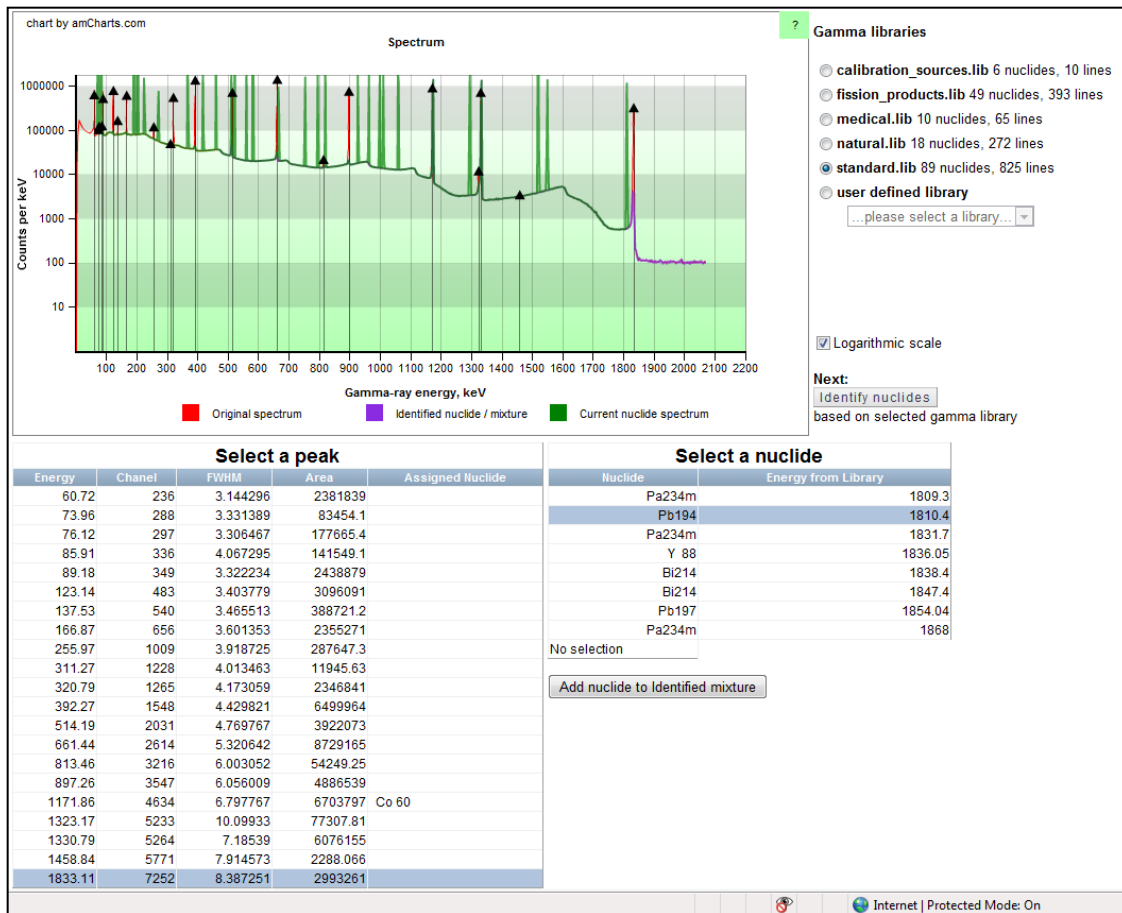 chart by amCharts.com
?
Spectrum
Counts per keV
1000000
100000
10000
1000
100
10
100 200 300 400 500 600 700 800 900 1000 1100 1200 1300 1400 1500 1600 1700 1800 1900 2000 2100 2200
Gamma-ray energy, keV
Original spectrum Identified nuclide / mixture Current nuclide spectrum
Gamma libraries
calibration_sources.lib 6 nuclides, 10 lines
fission_products.lib 49 nuclides, 393 lines
medical.lib 10 nuclides, 65 lines
natural.lib 18 nuclides, 272 lines
standard.lib 89 nuclides, 825 lines
user defined library
...please select a library...
Logarithmic scale
Next:
Identify nuclides
based on selected gamma library
Select a peak
Energy Chanel FWHM Area Assigned Nuclide
60.72 236 3.144296 2381839
73.96 288 3.331389 83454.1
76.12 297 3.306467 177665.4
85.91 336 4.067295 141549.1
89.18 349 3.322234 2438879
123.14 483 3.403779 3096091
137.53 540 3.465513 388721.2
166.87 656 3.601353 2355271
255.97 1009 3.918725 287647.3
311.27 1228 4.013463 11945.63
320.79 1265 4.173059 2346841
392.27 1548 4.429821 6499964
514.19 2031 4.769767 3922073
661.44 2614 5.320642 8729165
813.46 3216 6.003052 54249.25
897.26 3547 6.056009 4886539
1171.86 4634 6.797767 6703797 Co 60
1323.17 5233 10.09933 77307.81
1330.79 5264 7.18539 6076155
1458.84 5771 7.914573 2288.066
1833.11 7252 8.387251 2993261
Select a nuclide
Nuclide Energy from Library
Pa234m 1809.3
Pb194 1810.4
Pa234m 1831.7
Y 88 1836.05
Bi214 1838.4
Bi214 1847.4
Pb197 1854.04
Pa234m 1868
No selection
Add nuclide to Identified mixture
Internet | Protected Mode: On